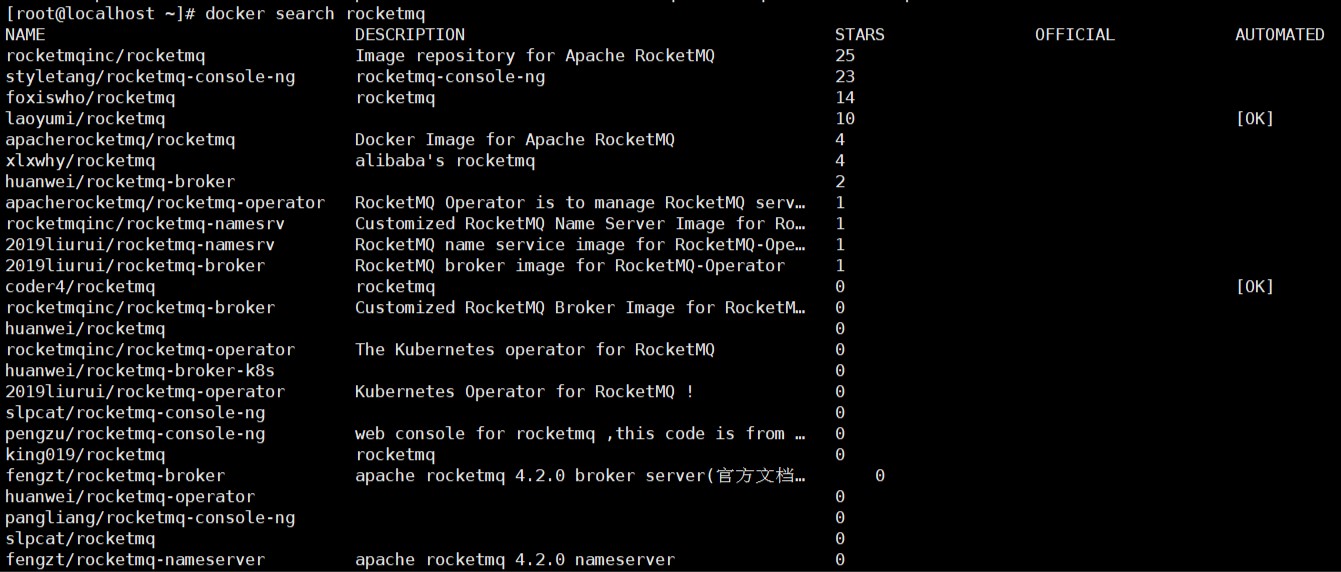 [root@localhost ~]# docker search rocketmq
NAME DESCRIPTION STARS OFFICIAL AUTOMATED
rocketmqinc/rocketmq Image repository for Apache RocketMQ 25
styletang/rocketmq-console-ng rocketmq-console-ng 23
foxiswho/rocketmq rocketmq 14
laoyumi/rocketmq 10 [OK]
apacherocketmq/rocketmq Docker Image for Apache RocketMQ 4
xlxwhy/rocketmq alibaba's rocketmq 4
huanwei/rocketmq-broker 2
apacherocketmq/rocketmq-operator RocketMQ Operator is to manage RocketMQ serv… 1
rocketmqinc/rocketmq-namesrv Customized RocketMQ Name Server Image for Ro… 1
2019liurui/rocketmq-namesrv RocketMQ name service image for RocketMQ-Ope… 1
2019liurui/rocketmq-broker RocketMQ broker image for RocketMQ-Operator 1
coder4/rocketmq rocketmq 0 [OK]
rocketmqinc/rocketmq-broker Customized RocketMQ Broker Image for RocketM… 0
huanwei/rocketmq 0
rocketmqinc/rocketmq-operator The Kubernetes operator for RocketMQ 0
huanwei/rocketmq-broker-k8s 0
2019liurui/rocketmq-operator Kubernetes Operator for RocketMQ ! 0
slpcat/rocketmq-console-ng 0
pengzu/rocketmq-console-ng web console for rocketmq ,this code is from … 0
king019/rocketmq rocketmq 0
fengzt/rocketmq-broker apache rocketmq 4.2.0 broker server(官方文档… 0
huanwei/rocketmq-operator 0
pangliang/rocketmq-console-ng 0
slpcat/rocketmq 0
fengzt/rocketmq-nameserver apache rocketmq 4.2.0 nameserver 0